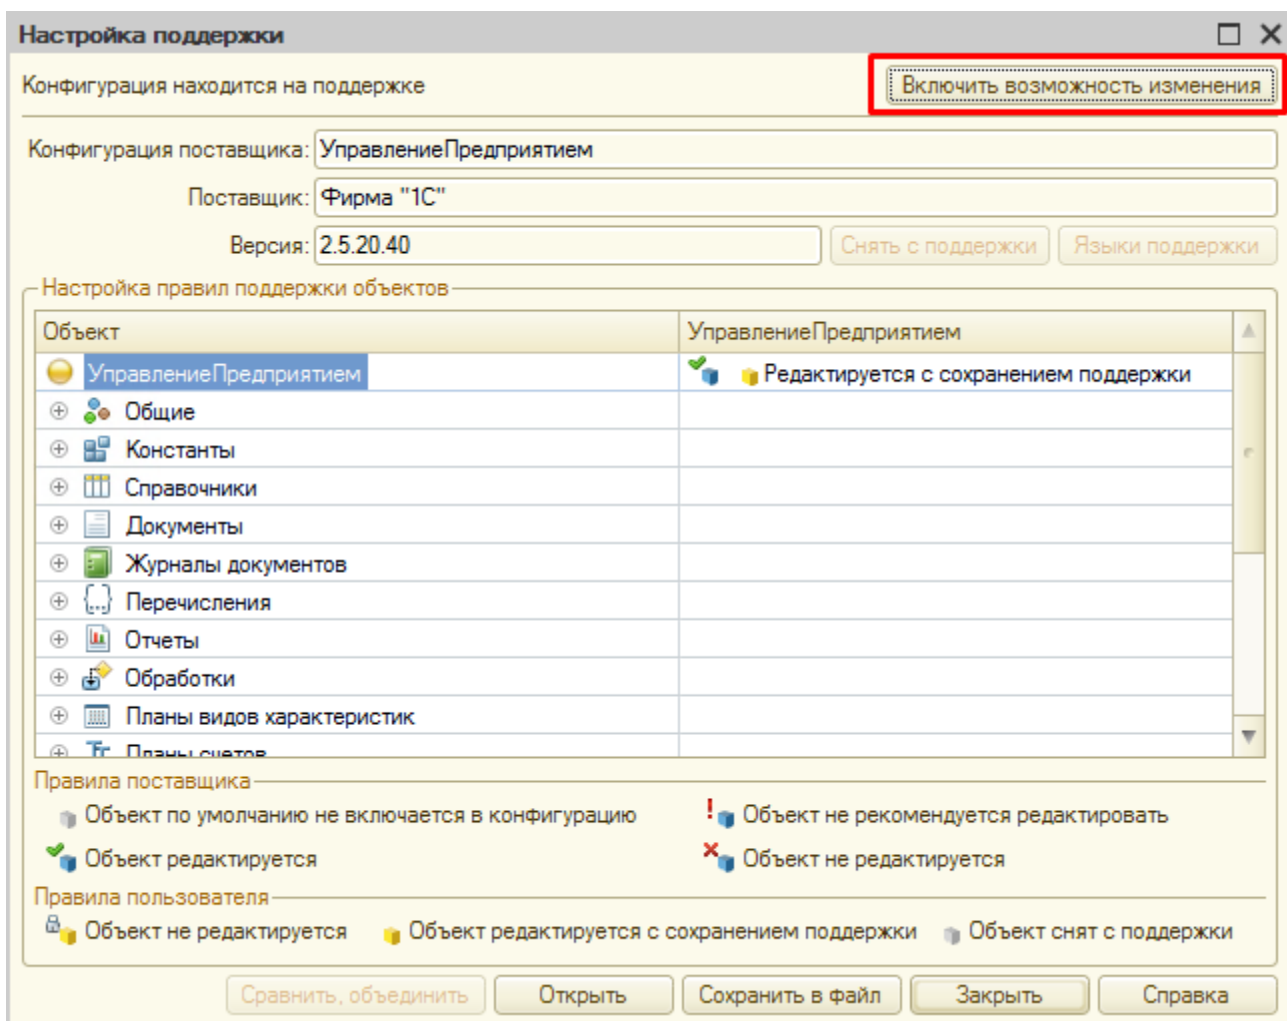 Настройка поддержки
Конфигурация находится на поддержке Включить возможность изменения
Конфигурация поставщика: УправлениеПредприятием
Поставщик: Фирма "1С"
Версия: 2.5.20.40 Снять с поддержки Языки поддержки
Настройка правил поддержки объектов
Объект УправлениеПредприятием
УправлениеПредприятием Редактируется с сохранением поддержки
Общие
Константы
Справочники
Документы
Журналы документов
Перечисления
Отчеты
Обработки
Планы видов характеристик
Планы счетов
Правила поставщика
Объект по умолчанию не включается в конфигурацию Объект не рекомендуется редактировать
Объект редактируется Объект не редактируется
Правила пользователя
Объект не редактируется Объект редактируется с сохранением поддержки Объект снят с поддержки
Сравнить, объединить Открыть Сохранить в файл Закрыть Справка